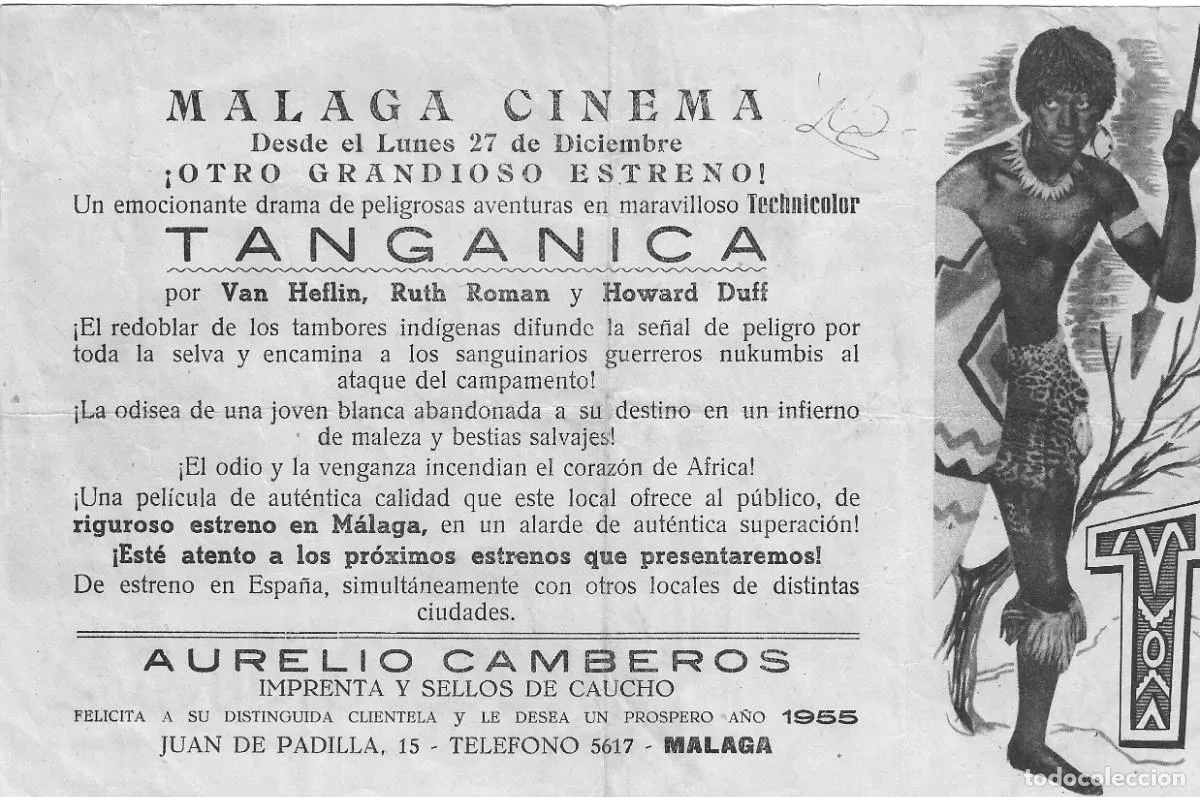 MALAGA CINEMA
Desde el Lunes 27 de Diciembre
¡OTRO GRANDIOSO ESTRENO!
Un emocionante drama de peligrosas aventuras en maravilloso Technicolor
TANGANICA
por Van Heflin, Ruth Roman y Howard Duff
¡El redoblar de los tambores indígenas difunde la señal de peligro por
toda la selva y encamina a los sanguinarios guerreros nukumbis al
ataque del campamento!
¡La odisea de una joven blanca abandonada a su destino en un infierno
de maleza y bestias salvajes!
¡El odio y la venganza incendian el corazón de Africa!
¡Una película de auténtica calidad que este local ofrece al público, de
riguroso estreno en Málaga, en un alarde de auténtica superación!
¡Esté atento a los próximos estrenos que presentaremos!
De estreno en España, simultáneamente con otros locales de distintas
ciudades.
AURELIO CAMBEROS
IMPRENTA Y SELLOS DE CAUCHO
FELICITA A SU DISTINGUIDA CLIENTELA y LE DESEA UN PROSPERO AÑO 1955
JUAN DE PADILLA, 15 - TELEFONO 5617 - MALAGA
T
todocoleccion